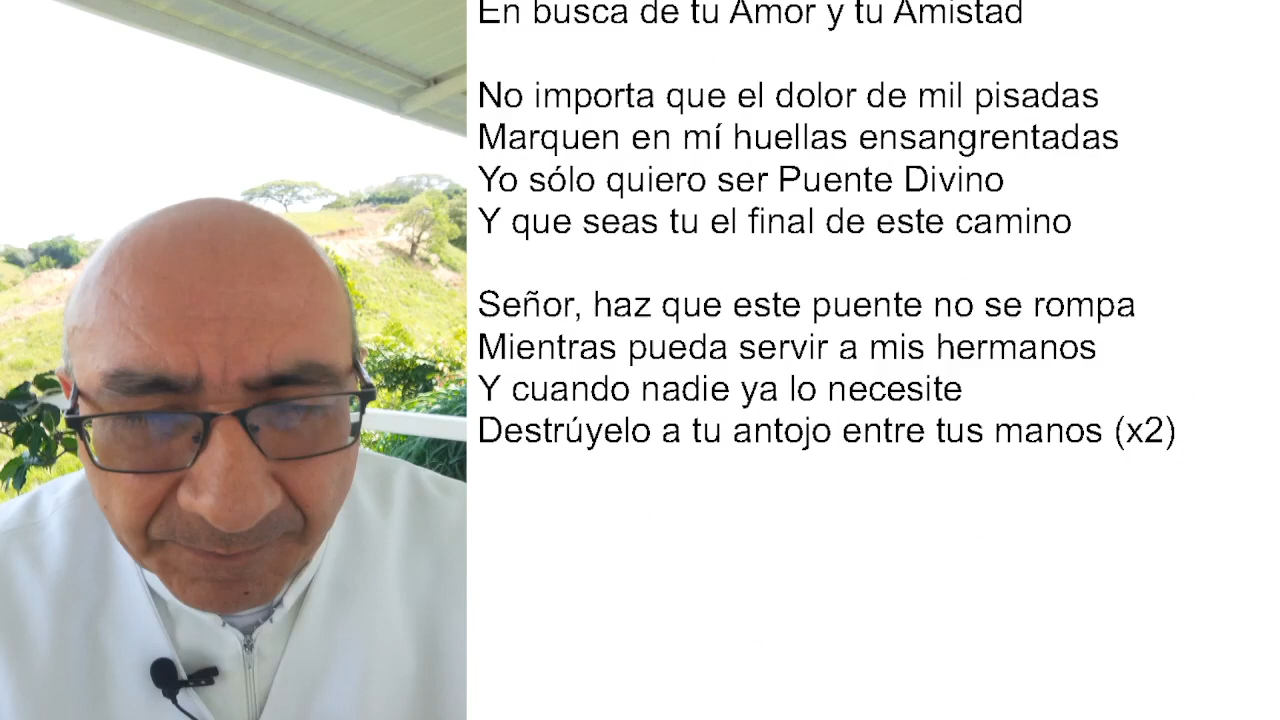 En busca de tu Amor y tu Amistad
No importa que el dolor de mil pisadas
Marquen en mí huellas ensangrentadas
Yo sólo quiero ser Puente Divino
Y que seas tu el final de este camino
Señor, haz que este puente no se rompa
Mientras pueda servir a mis hermanos
Y cuando nadie ya lo necesite
Destrúyelo a tu antojo entre tus manos (x2)